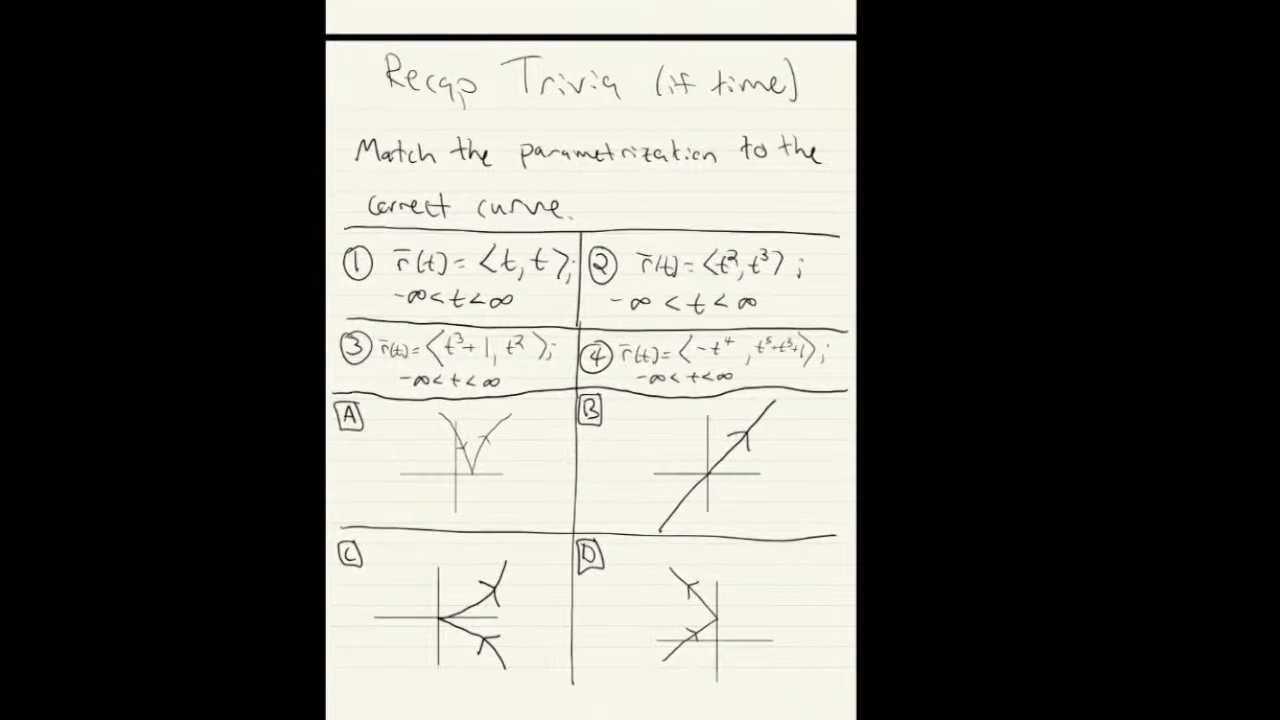 Recap Trivia (if time)
Match the parametrization to the
correct curve.
① r̄(t) = <t, t>;
-∞ < t < ∞
② r̄(t) = <t², t³>;
-∞ < t < ∞
③ r̄(t) = <t³+1, t²>;
-∞ < t < ∞
④ r̄(t) = <-t⁴, t⁵+t³+1>;
-∞ < t < ∞
A
B
C
D